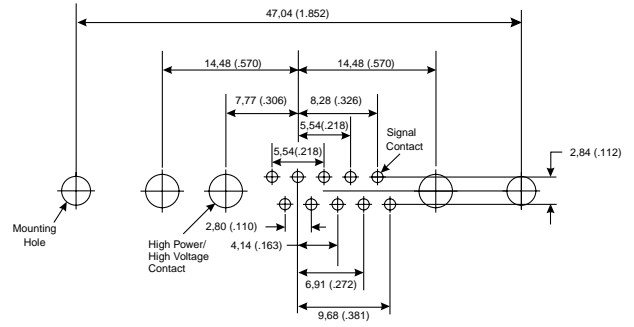 47,04 (1.852)
14,48 (.570)
14,48 (.570)
7,77 (.306)
8,28 (.326)
5,54(.218)
Signal
Contact
5,54(.218)
2,84 (.112)
Mounting
Hole
2,80 (.110)
High Power/
High Voltage
Contact
4,14 (.163)
6,91 (.272)
9,68 (.381)